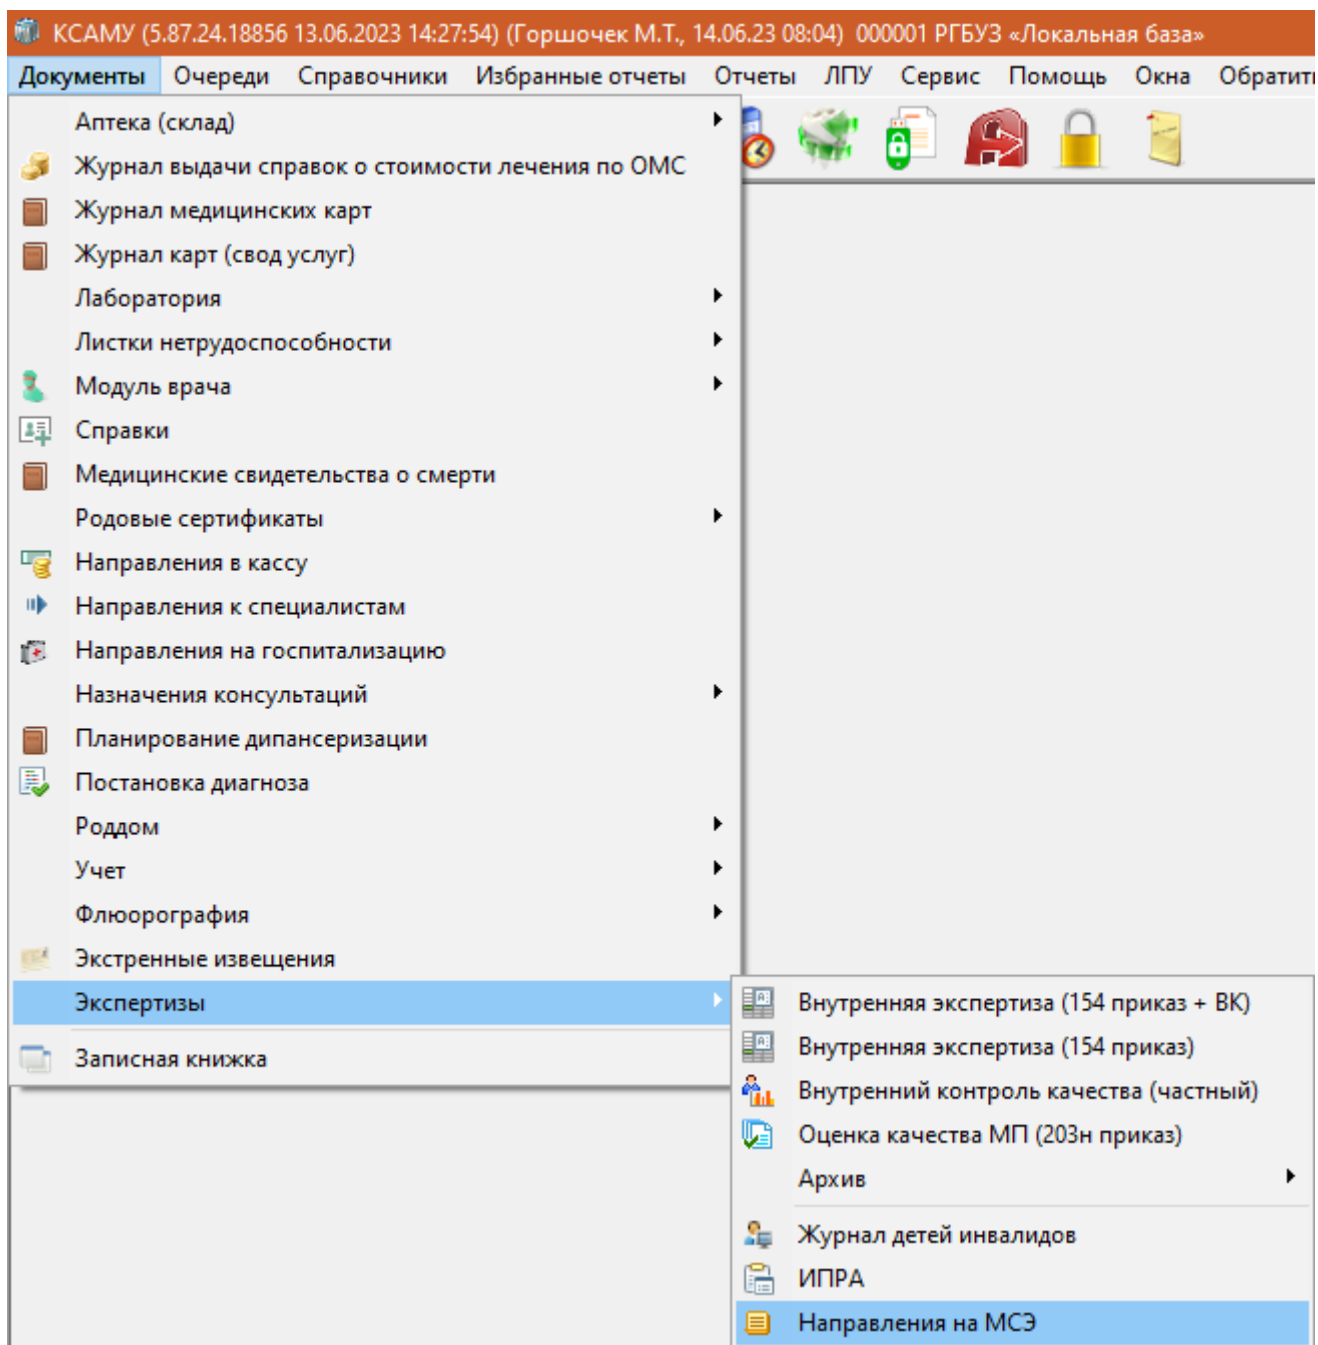 КСАМУ (5.87.24.18856 13.06.2023 14:27:54) (Горшочек М.Т., 14.06.23 08:04) 000001 РГБУЗ «Локальная база»
Документы Очереди Справочники Избранные отчеты Отчеты ЛПУ Сервис Помощь Окна Обратит
Аптека (склад)
Журнал выдачи справок о стоимости лечения по ОМС
Журнал медицинских карт
Журнал карт (свод услуг)
Лаборатория
Листки нетрудоспособности
Модуль врача
Справки
Медицинские свидетельства о смерти
Родовые сертификаты
Направления в кассу
Направления к специалистам
Направления на госпитализацию
Назначения консультаций
Планирование дипансеризации
Постановка диагноза
Роддом
Учет
Флюорография
Экстренные извещения
Экспертизы
Записная книжка
Внутренняя экспертиза (154 приказ + ВК)
Внутренняя экспертиза (154 приказ)
Внутренний контроль качества (частный)
Оценка качества МП (203н приказ)
Архив
Журнал детей инвалидов
ИПРА
Направления на МСЭ